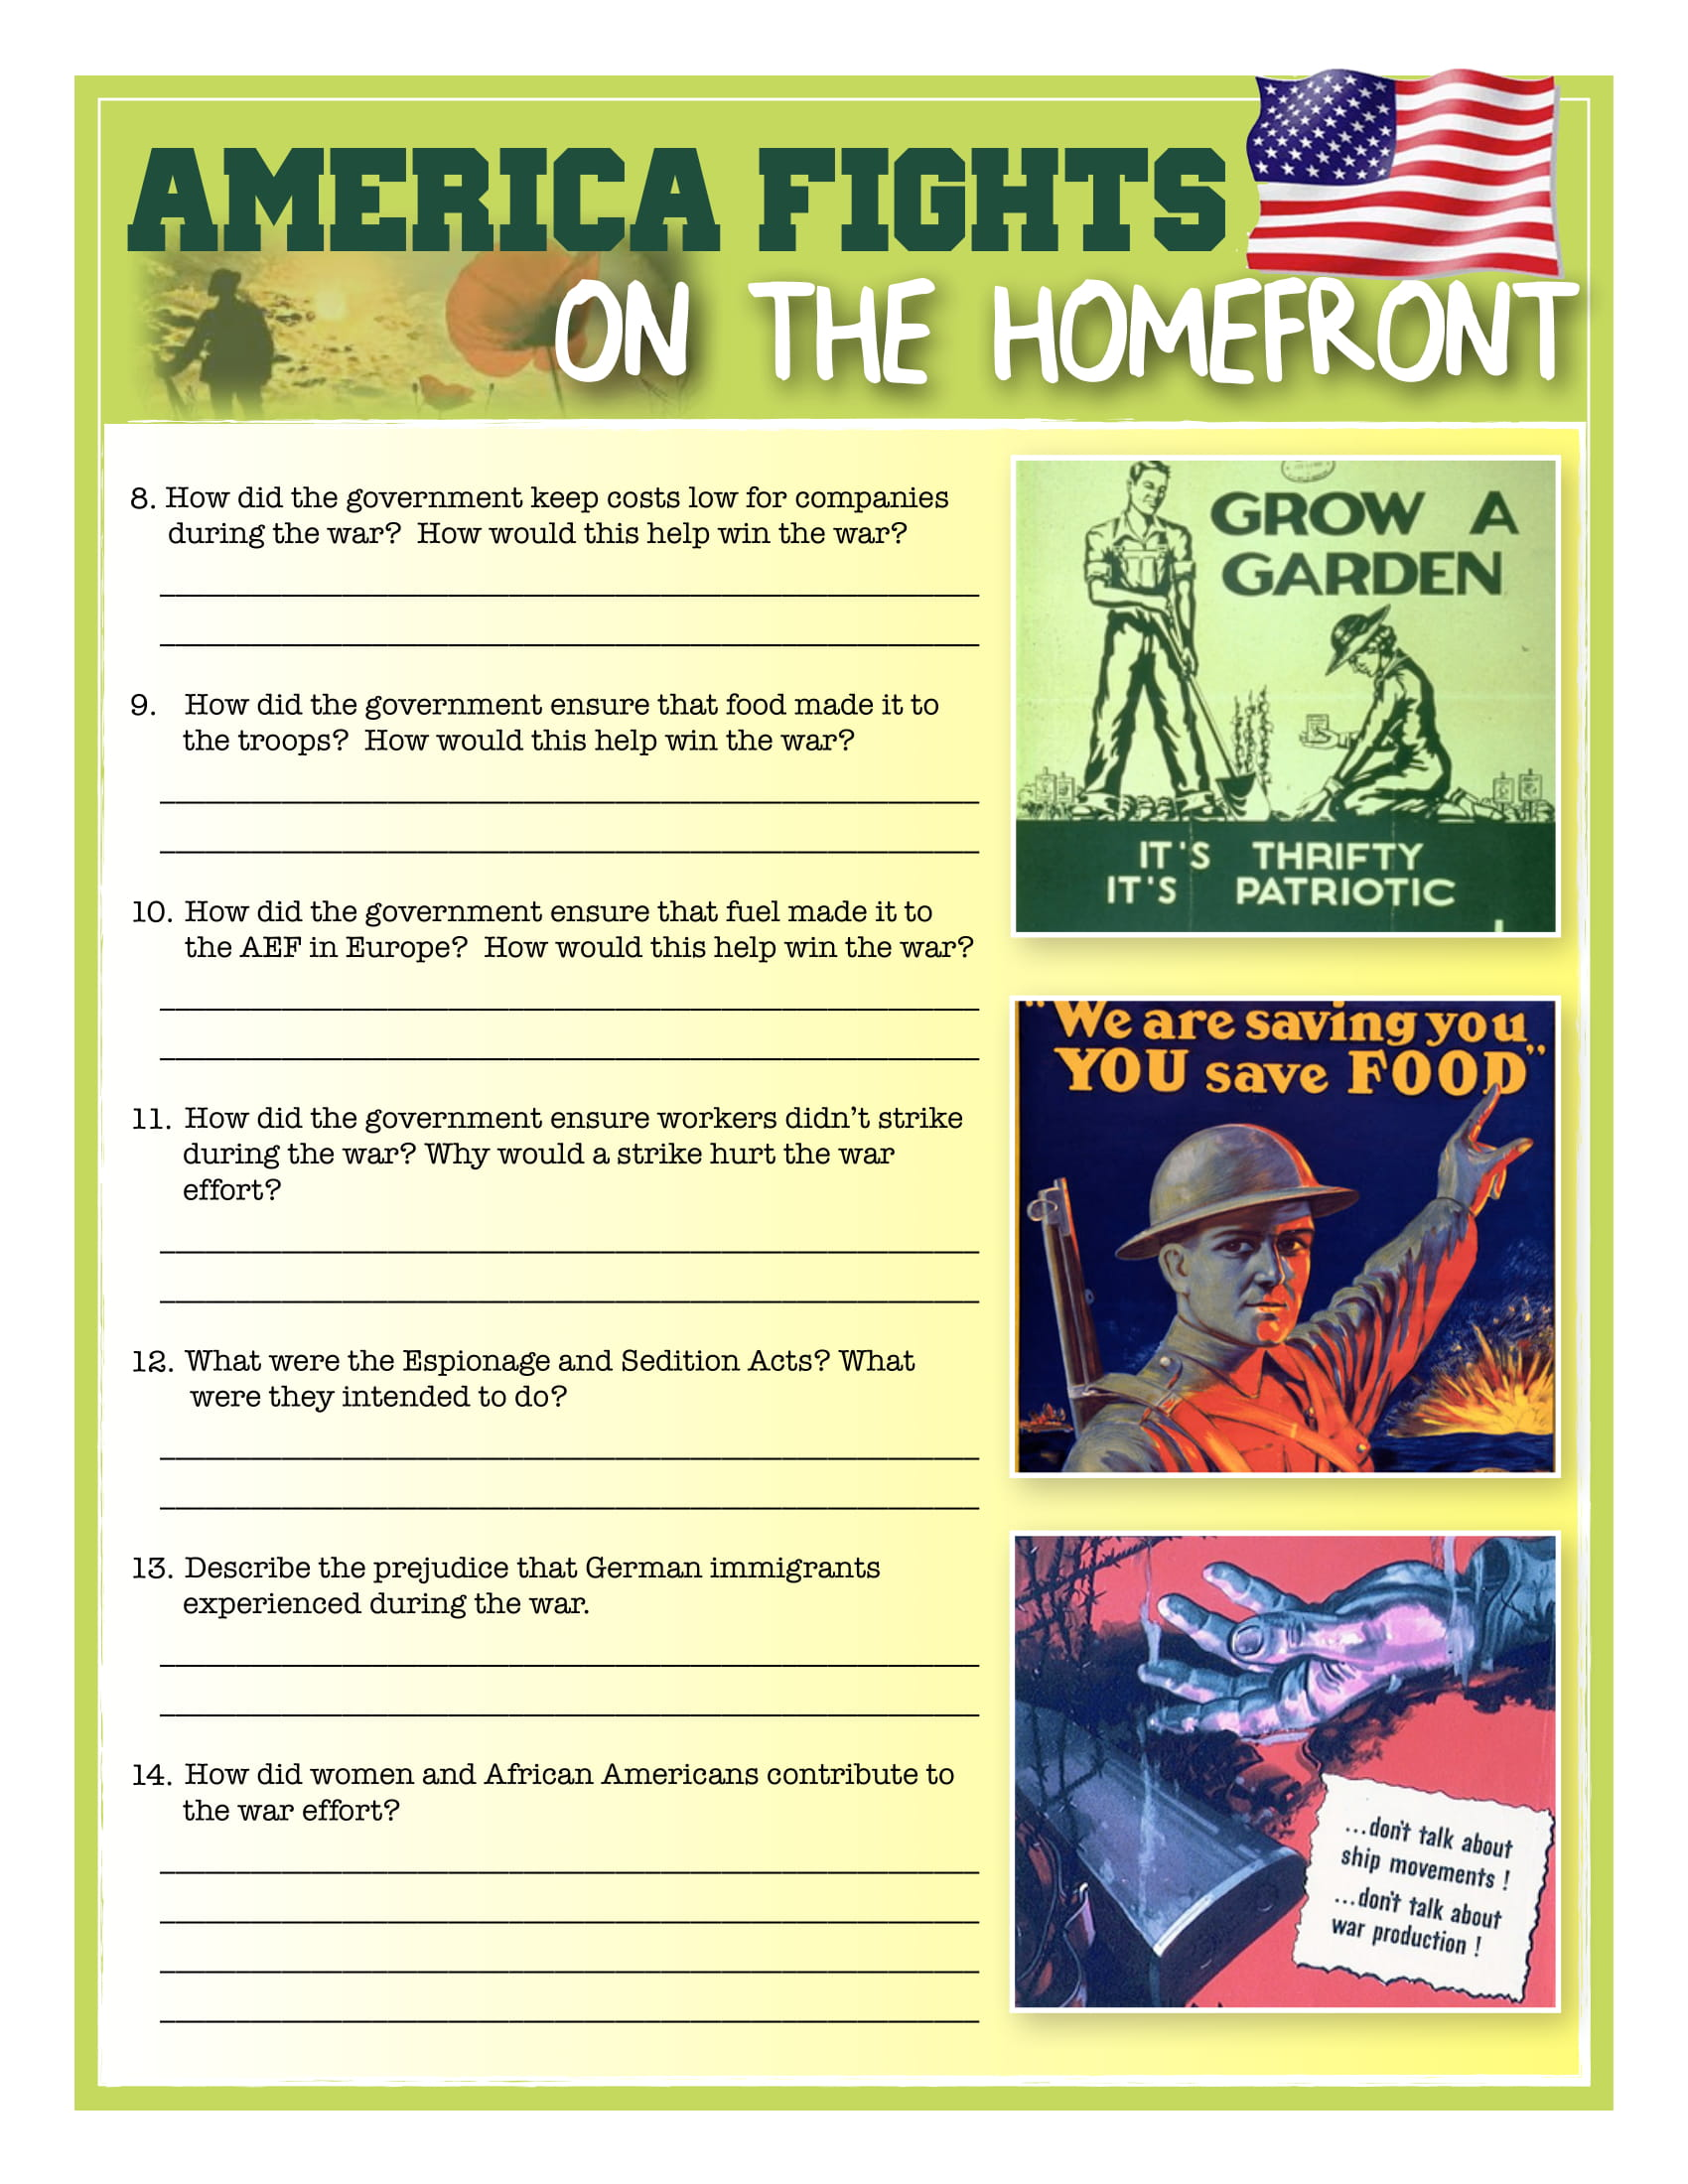 AMERICA FIGHTS
ON THE HOMEFRONT
8. How did the government keep costs low for companies
during the war? How would this help win the war?
9. How did the government ensure that food made it to
the troops? How would this help win the war?
10. How did the government ensure that fuel made it to
the AEF in Europe? How would this help win the war?
11. How did the government ensure workers didn't strike
during the war? Why would a strike hurt the war
effort?
12. What were the Espionage and Sedition Acts? What
were they intended to do?
13. Describe the prejudice that German immigrants
experienced during the war.
14. How did women and African Americans contribute to
the war effort?
GROW A
GARDEN
IT'S THRIFTY
IT'S PATRIOTIC
"We are saving you
YOU save FOOD"
...don't talk about
ship movements !
...don't talk about
war production !